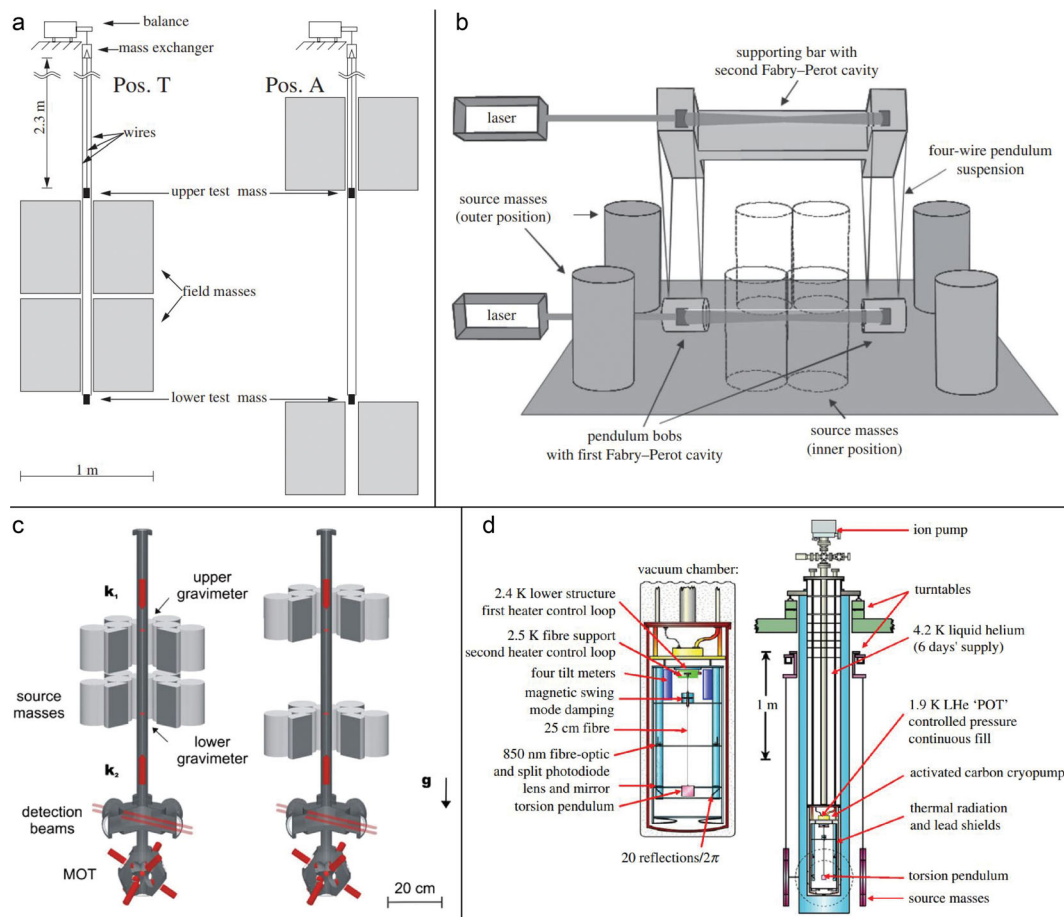 a
balance
mass exchanger
Pos. T
Pos. A
2.3 m
wires
upper test mass
field masses
lower test mass
1 m
b
supporting bar with
second Fabry–Perot cavity
laser
four-wire pendulum
suspension
source masses
(outer position)
laser
pendulum bobs
with first Fabry–Perot cavity
source masses
(inner position)
c
k₁
upper
gravimeter
source
masses
lower
gravimeter
k₂
detection
beams
MOT
g
20 cm
d
vacuum chamber:
2.4 K lower structure
first heater control loop
2.5 K fibre support
second heater control loop
four tilt meters
magnetic swing
mode damping
25 cm fibre
850 nm fibre-optic
and split photodiode
lens and mirror
torsion pendulum
20 reflections/2π
ion pump
turntables
4.2 K liquid helium
(6 days' supply)
1 m
1.9 K LHe ‘POT’
controlled pressure
continuous fill
activated carbon cryopump
thermal radiation
and lead shields
torsion pendulum
source masses